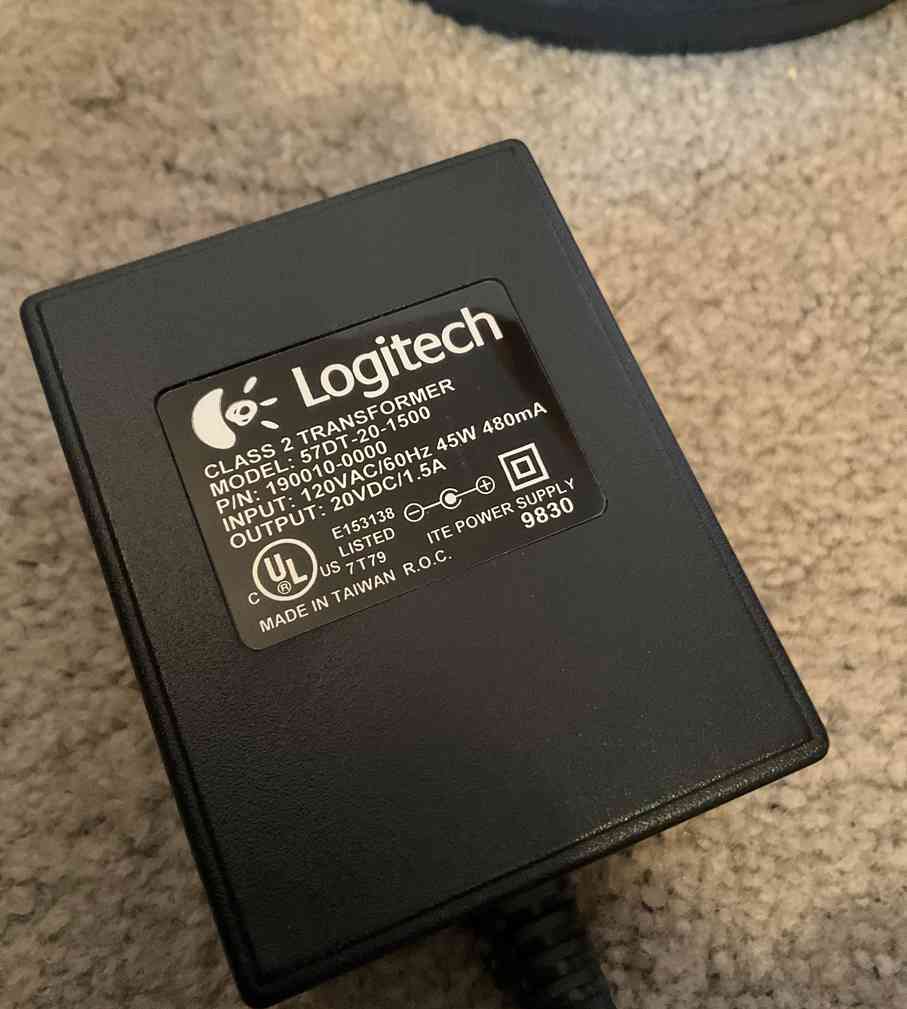 Logitech
CLASS 2 TRANSFORMER
MODEL: 57DT-20-1500
P/N: 190010-0000
INPUT: 120VAC/60Hz 45W 480mA
OUTPUT: 20VDC/1.5A
E153138
LISTED
7T79
C UL ® US
ITE POWER SUPPLY
9830
MADE IN TAIWAN R.O.C.